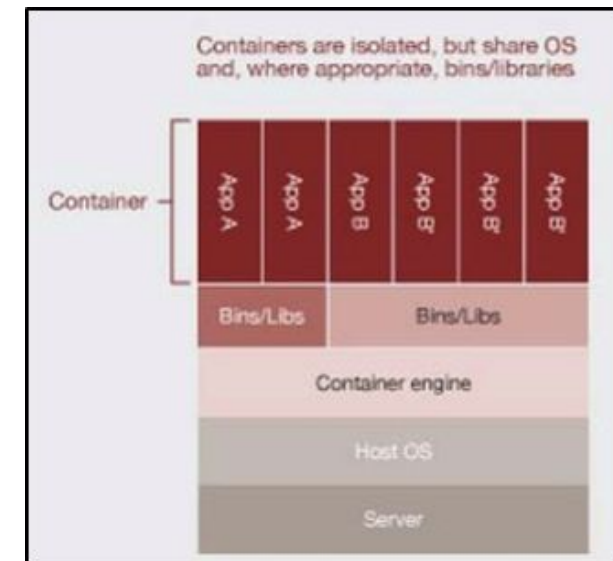 Containers are isolated, but share OS
and, where appropriate, bins/libraries
Container
App A
App A
App B
App B'
App B'
App B'
Bins/Libs
Bins/Libs
Container engine
Host OS
Server